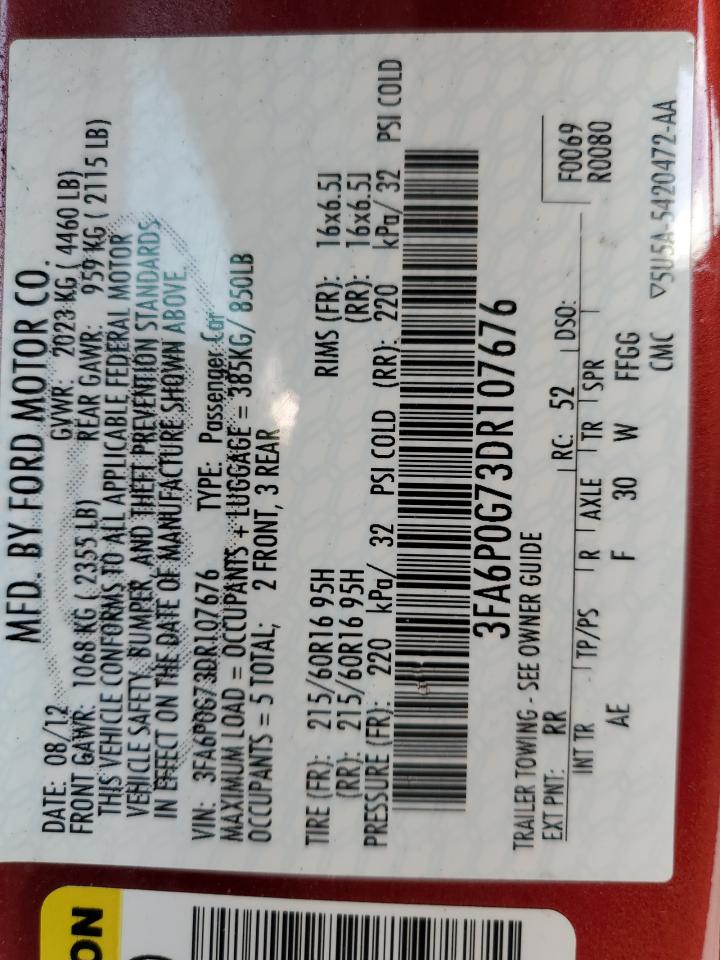 MFD. BY FORD MOTOR CO.
DATE: 08/12 GVWR: 2023 KG ( 4460 LB)
FRONT GAWR: 1068 KG ( 2355 LB) REAR GAWR: 959 KG ( 2115 LB)
THIS VEHICLE CONFORMS TO ALL APPLICABLE FEDERAL MOTOR
VEHICLE SAFETY, BUMPER, AND THEFT PREVENTION STANDARDS
IN EFFECT ON THE DATE OF MANUFACTURE SHOWN ABOVE.
VIN: 3FA6P0G73DR107676 TYPE: Passenger Car
MAXIMUM LOAD = OCCUPANTS + LUGGAGE = 385KG/ 850LB
OCCUPANTS = 5 TOTAL; 2 FRONT, 3 REAR
TIRE (FR): 215/60R16 95H RIMS (FR): 16x6.5J
(RR): 215/60R16 95H (RR): 16x6.5J
PRESSURE (FR): 220 kPa/ 32 PSI COLD (RR): 220 kPa/ 32 PSI COLD
3FA6P0G73DR107676
TRAILER TOWING - SEE OWNER GUIDE
EXT PNT: RR RC: 52 DSO: F0069
R0080
INT TR TP/PS R AXLE TR SPR
AE F 30 W FFGG
CMC ▽5U5A-5420472-AA
ON